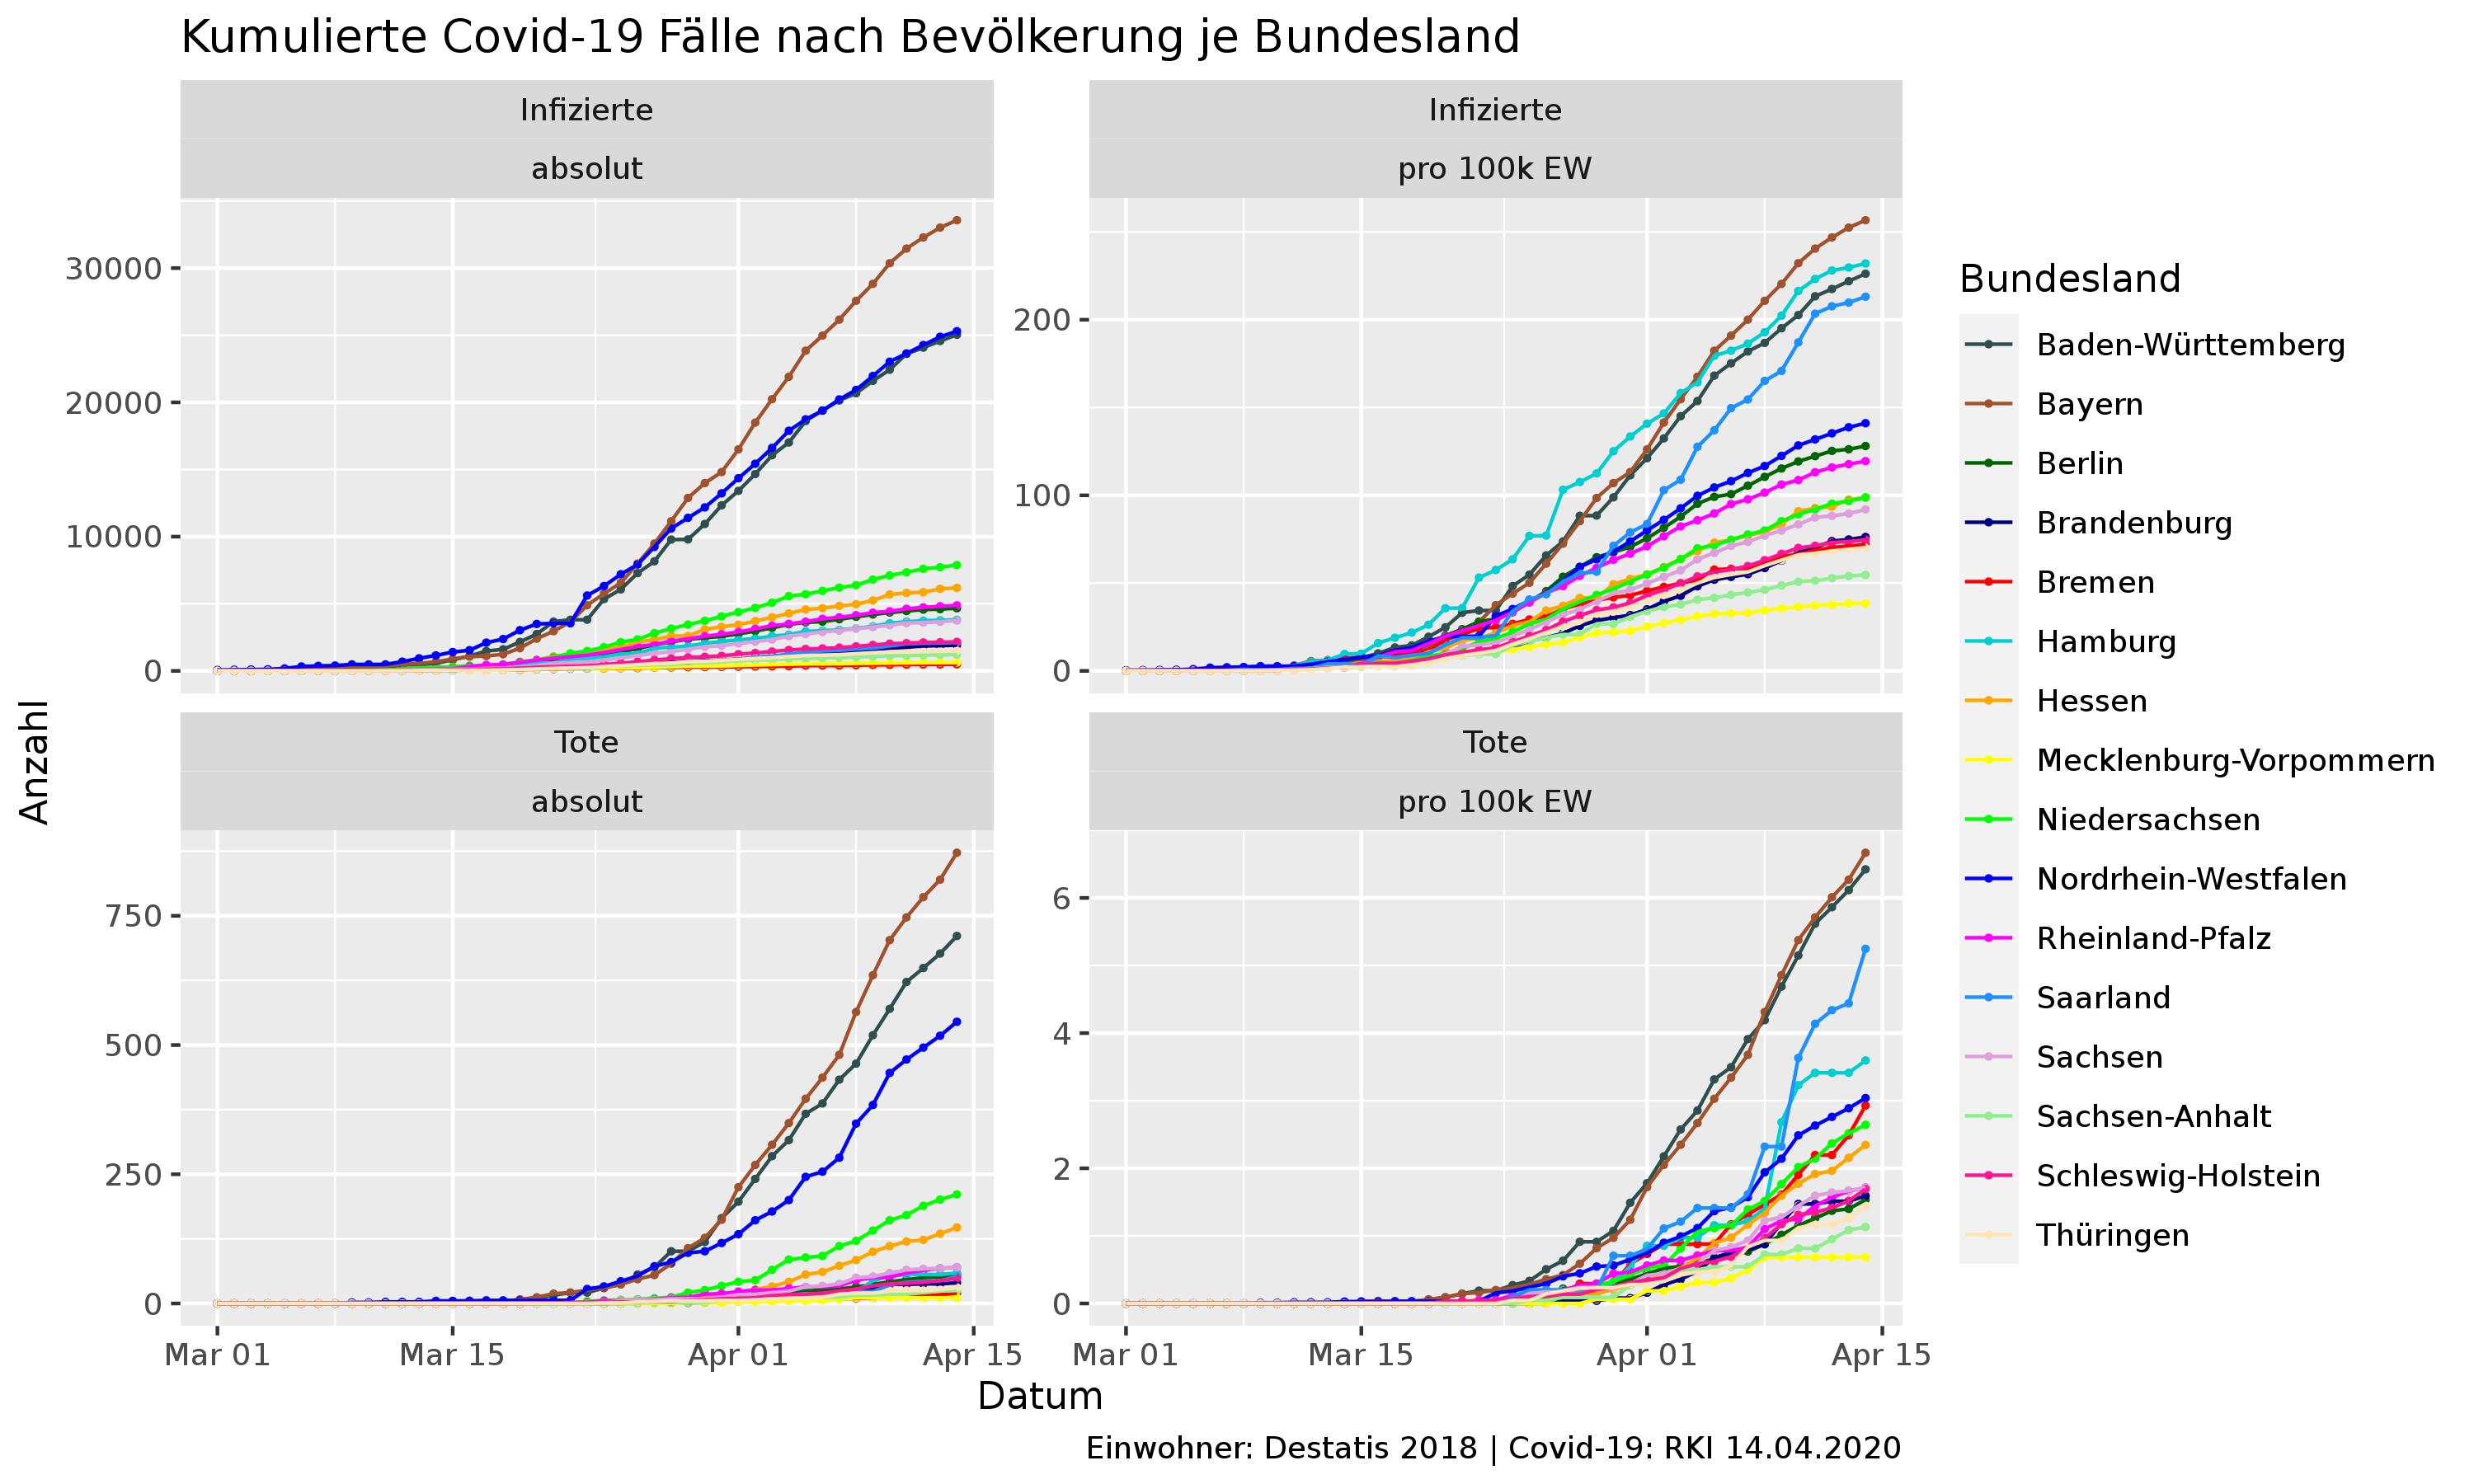 Kumulierte Covid-19 Fälle nach Bevölkerung je Bundesland
Infizierte
absolut
Infizierte
pro 100k EW
30000
20000
10000
0
200
100
0
Tote
absolut
Tote
pro 100k EW
750
500
250
0
6
4
2
0
Mar 01
Mar 15
Apr 01
Apr 15
Mar 01
Mar 15
Apr 01
Apr 15
Anzahl
Datum
Bundesland
Baden-Württemberg
Bayern
Berlin
Brandenburg
Bremen
Hamburg
Hessen
Mecklenburg-Vorpommern
Niedersachsen
Nordrhein-Westfalen
Rheinland-Pfalz
Saarland
Sachsen
Sachsen-Anhalt
Schleswig-Holstein
Thüringen
Einwohner: Destatis 2018 | Covid-19: RKI 14.04.2020